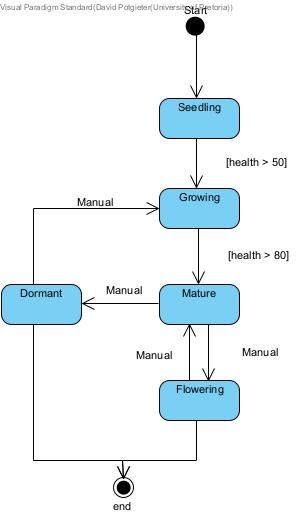 Visual Paradigm Standard(David Potgieter(University of Pretoria))
Start
Seedling
[health > 50]
Growing
Manual
[health > 80]
Dormant
Manual
Mature
Manual
Manual
Flowering
end